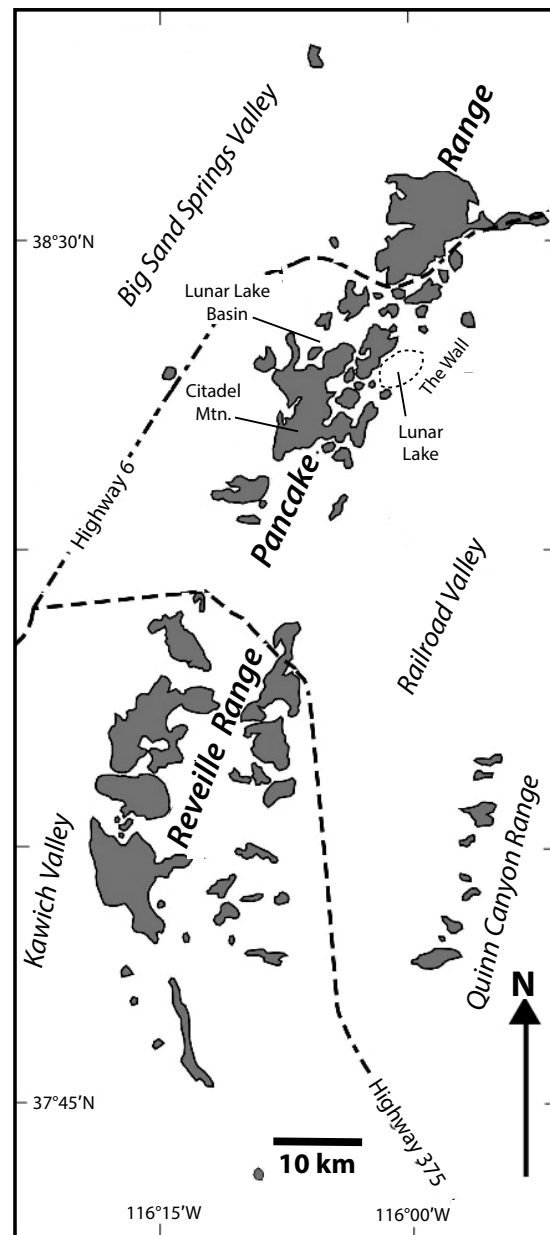 Big Sand Springs Valley
Range
38°30'N
Lunar Lake
Basin
The Wall
Citadel
Mtn.
Lunar
Lake
Highway 6
Pancake
Railroad Valley
Reveille Range
Kawich Valley
Quinn Canyon Range
N
37°45'N
Highway 375
10 km
116°15'W
116°00'W